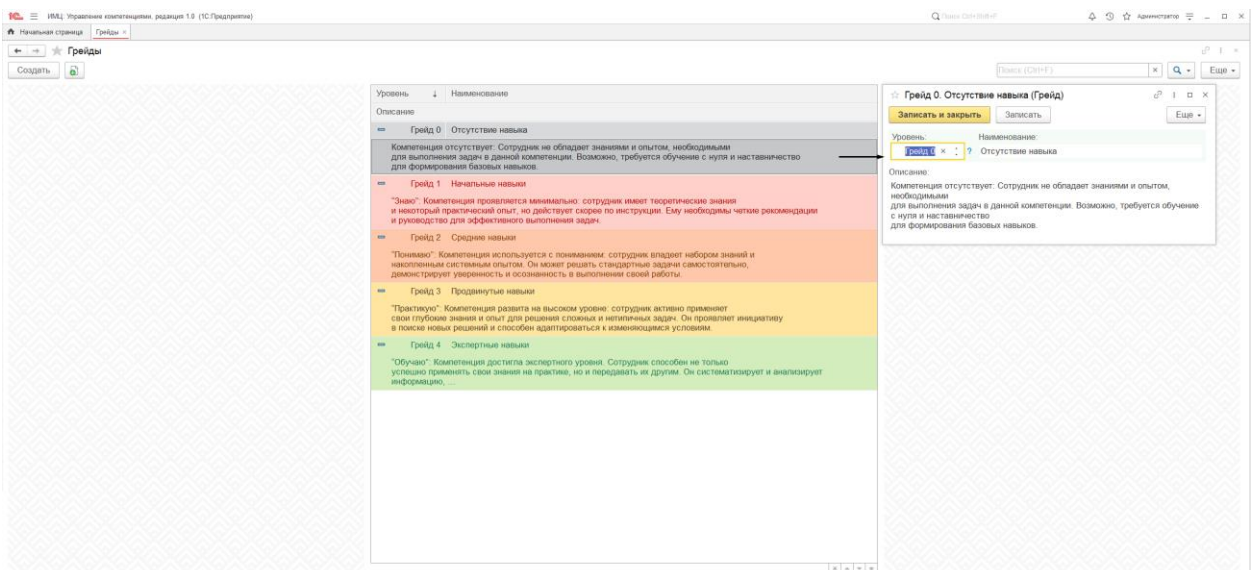 1С ИМЦ: Управление компетенциями, редакция 1.0 (1С:Предприятие) Поиск Ctrl+Shift+F Администратор
Начальная страница Грейды ×
Грейды
Создать Поиск (Ctrl+F) × Еще
Уровень ↓ Наименование
Описание
Грейд 0 Отсутствие навыка
Компетенция отсутствует: Сотрудник не обладает знаниями и опытом, необходимыми
для выполнения задач в данной компетенции. Возможно, требуется обучение с нуля и наставничество
для формирования базовых навыков.
Грейд 1 Начальные навыки
"Знаю": Компетенция проявляется минимально: сотрудник имеет теоретические знания
и некоторый практический опыт, но действует скорее по инструкции. Ему необходимы четкие рекомендации
и руководство для эффективного выполнения задач.
Грейд 2 Средние навыки
"Понимаю": Компетенция используется с пониманием: сотрудник владеет набором знаний и
накопленным системным опытом. Он может решать стандартные задачи самостоятельно,
демонстрирует уверенность и осознанность в выполнении своей работы.
Грейд 3 Продвинутые навыки
"Практикую": Компетенция развита на высоком уровне: сотрудник активно применяет
свои глубокие знания и опыт для решения сложных и нетипичных задач. Он проявляет инициативу
в поиске новых решений и способен адаптироваться к изменяющимся условиям.
Грейд 4 Экспертные навыки
"Обучаю": Компетенция достигла экспертного уровня. Сотрудник способен не только
успешно применять свои знания на практике, но и передавать их другим. Он систематизирует и анализирует
информацию, ...
Грейд 0. Отсутствие навыка (Грейд)
Записать и закрыть Записать Еще
Уровень: Наименование:
Грейд 0 × ? Отсутствие навыка
Описание:
Компетенция отсутствует: Сотрудник не обладает знаниями и опытом,
необходимыми
для выполнения задач в данной компетенции. Возможно, требуется обучение
с нуля и наставничество
для формирования базовых навыков.